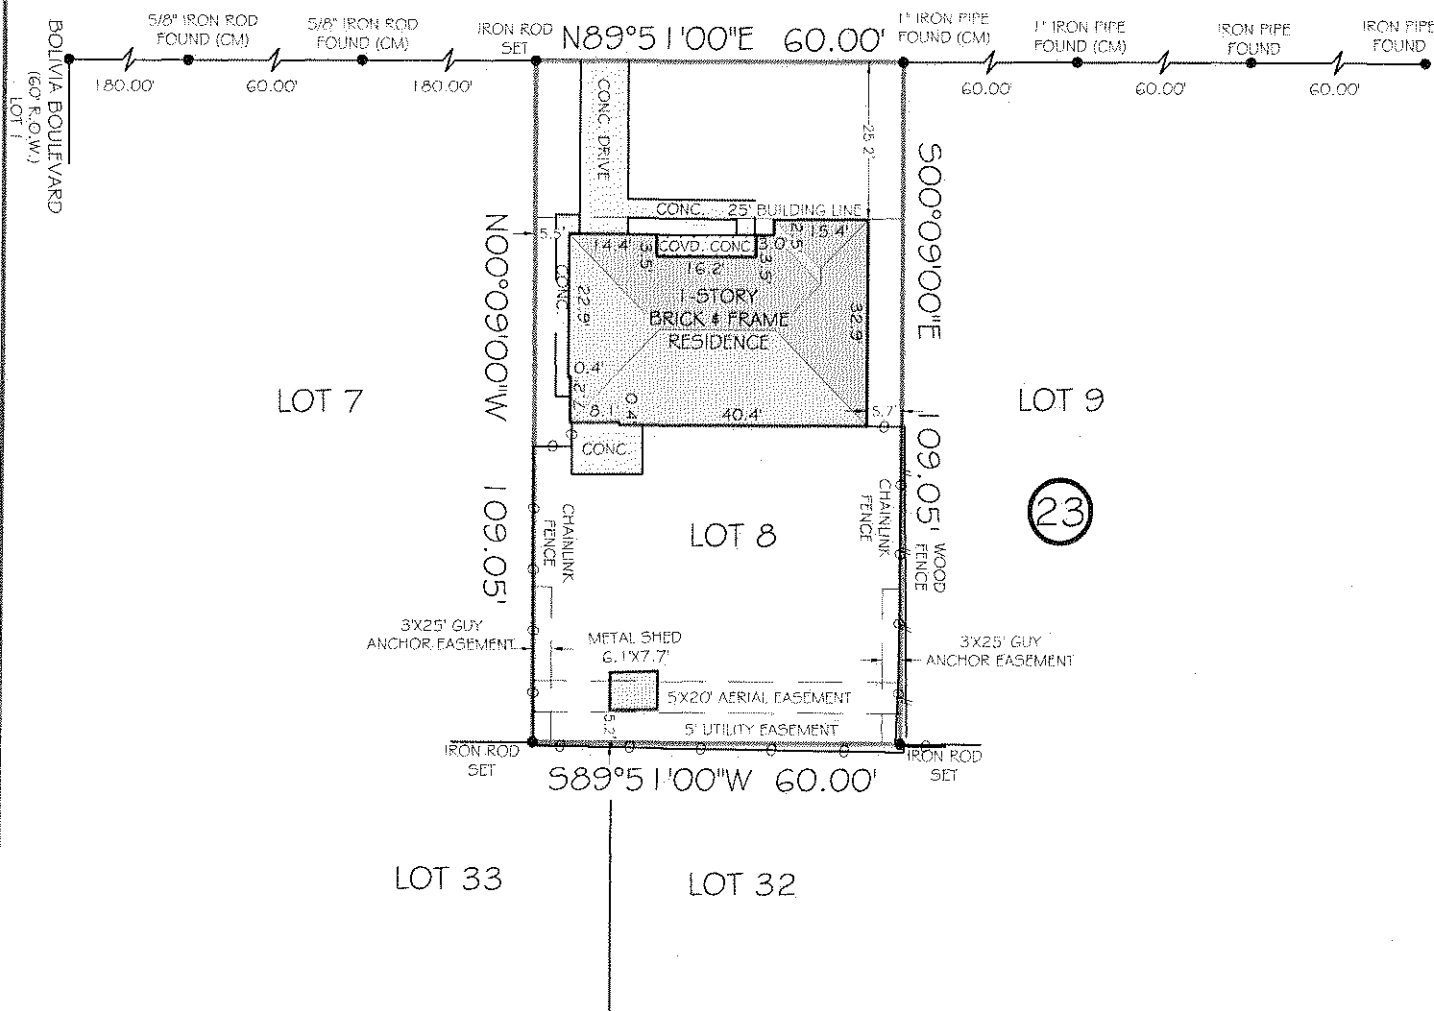 5/8" IRON ROD
FOUND (CM)
5/8" IRON ROD
FOUND (CM)
IRON ROD
SET
N89°51'00"E 60.00'
1" IRON PIPE
FOUND (CM)
1" IRON PIPE
FOUND (CM)
IRON PIPE
FOUND
IRON PIPE
FOUND
180.00'
60.00'
180.00'
60.00'
60.00'
60.00'
BOLIVIA BOULEVARD
(60' R.O.W.)
LOT 1
CONC. DRIVE
25.2'
S00°09'00"E 109.05'
N00°09'00"W 109.05'
CONC.
25' BUILDING LINE
5.5'
14.4'
3.5'
COVD. CONC.
3.0'
2.5'
15.4'
16.2'
3.5'
CONC.
22.9'
1-STORY
BRICK & FRAME
RESIDENCE
32.9'
0.4'
2.7'
8.1'
0.4'
40.4'
5.7'
CONC.
LOT 7
LOT 9
LOT 8
23
CHAINLINK
FENCE
CHAINLINK
FENCE
WOOD
FENCE
3'X25' GUY
ANCHOR EASEMENT
METAL SHED
6.1'X7.7'
3'X25' GUY
ANCHOR EASEMENT
5'X20' AERIAL EASEMENT
5.2'
5' UTILITY EASEMENT
IRON ROD
SET
IRON ROD
SET
S89°51'00"W 60.00'
LOT 33
LOT 32